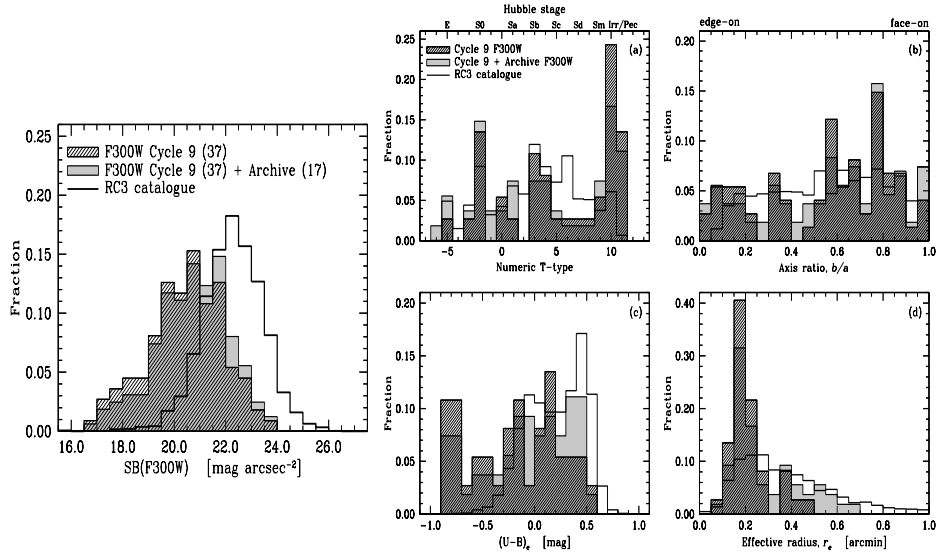 0.25
0.20
0.15
0.10
0.05
0.00
Fraction
F300W Cycle 9 (37)
F300W Cycle 9 (37) + Archive (17)
RC3 catalogue
16.0 18.0 20.0 22.0 24.0 26.0
SB(F300W) [mag arcsec⁻²]
Hubble stage
E S0 Sa Sb Sc Sd Sm Irr/Pec
(a)
Cycle 9 F300W
Cycle 9 + Archive F300W
RC3 catalogue
0.25
0.20
0.15
0.10
0.05
0.00
Fraction
−5 0 5 10
Numeric T-type
edge-on face-on
(b)
0.20
0.15
0.10
0.05
0.00
Fraction
0.0 0.2 0.4 0.6 0.8 1.0
Axis ratio, b/a
(c)
0.20
0.15
0.10
0.05
0.00
Fraction
−1.0 −0.5 0.0 0.5 1.0
(U−B)e [mag]
(d)
0.40
0.30
0.20
0.10
0.00
Fraction
0.0 0.2 0.4 0.6 0.8 1.0
Effective radius, re [arcmin]